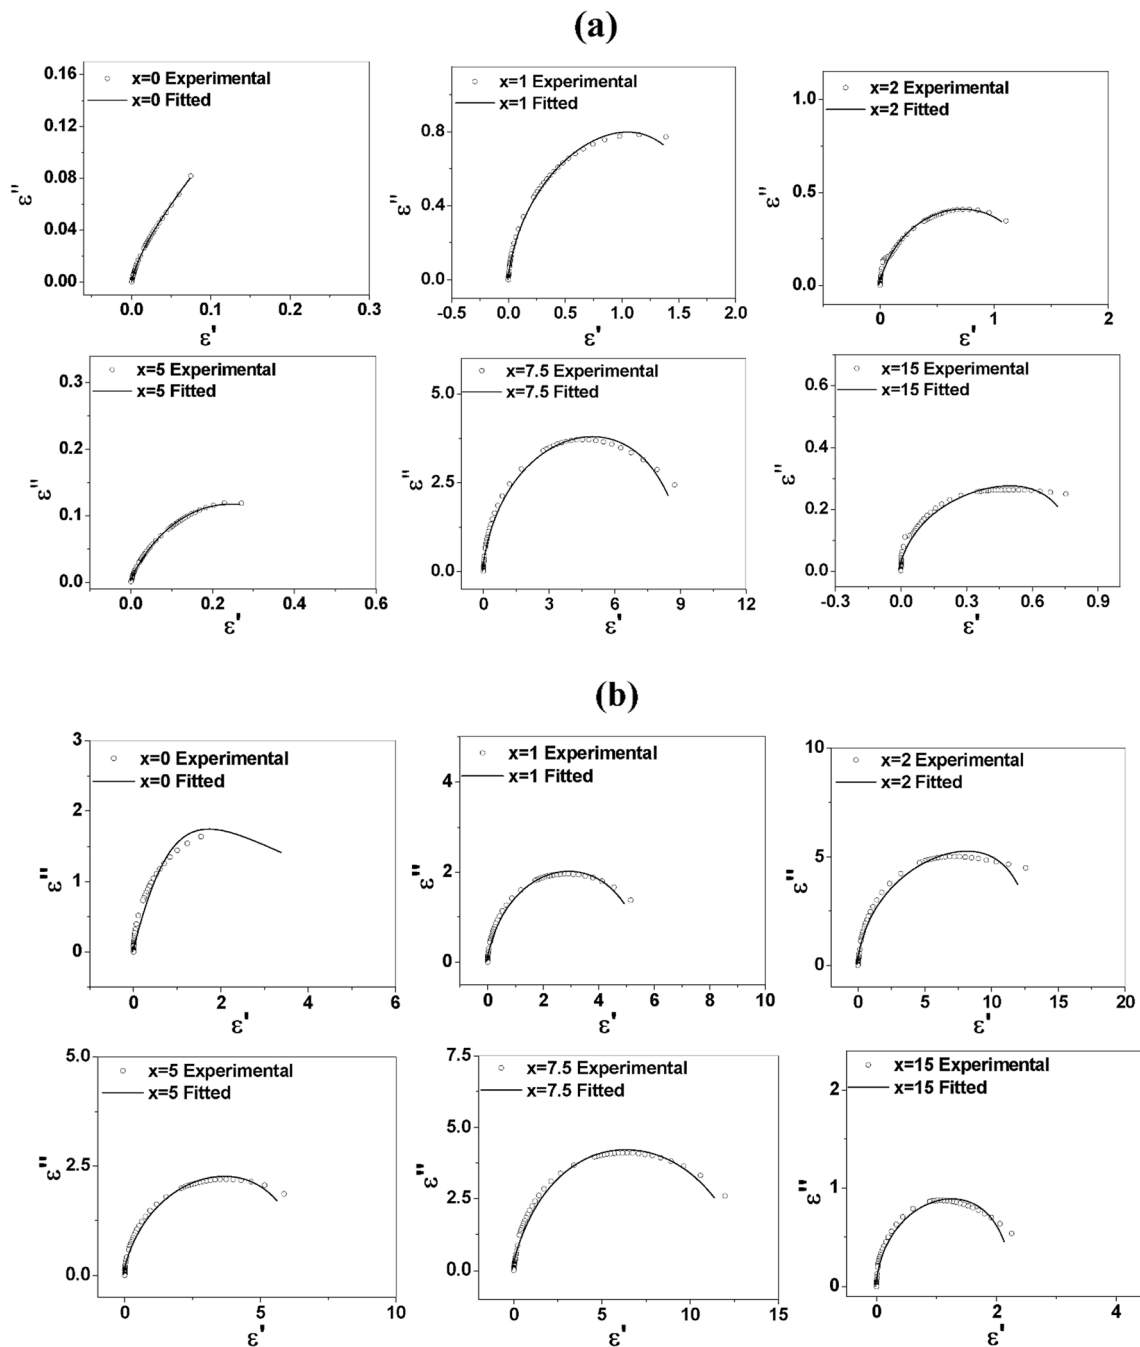 (a)
x=0 Experimental
x=0 Fitted
0.16
0.12
0.08
0.04
0.00
ε''
0.0 0.1 0.2 0.3
ε'
x=1 Experimental
x=1 Fitted
0.8
0.4
0.0
ε''
-0.5 0.0 0.5 1.0 1.5 2.0
ε'
x=2 Experimental
x=2 Fitted
1.0
0.5
0.0
ε''
0 1 2
ε'
x=5 Experimental
x=5 Fitted
0.3
0.2
0.1
0.0
ε''
0.0 0.2 0.4 0.6
ε'
x=7.5 Experimental
x=7.5 Fitted
5.0
2.5
0.0
ε''
0 3 6 9 12
ε'
x=15 Experimental
x=15 Fitted
0.6
0.4
0.2
0.0
ε''
-0.3 0.0 0.3 0.6 0.9
ε'
(b)
x=0 Experimental
x=0 Fitted
3
2
1
0
ε''
0 2 4 6
ε'
x=1 Experimental
x=1 Fitted
4
2
0
ε''
0 2 4 6 8 10
ε'
x=2 Experimental
x=2 Fitted
10
5
0
ε''
0 5 10 15 20
ε'
x=5 Experimental
x=5 Fitted
5.0
2.5
0.0
ε''
0 5 10
ε'
x=7.5 Experimental
x=7.5 Fitted
7.5
5.0
2.5
0.0
ε''
0 5 10 15
ε'
x=15 Experimental
x=15 Fitted
2
1
0
ε''
0 2 4
ε'